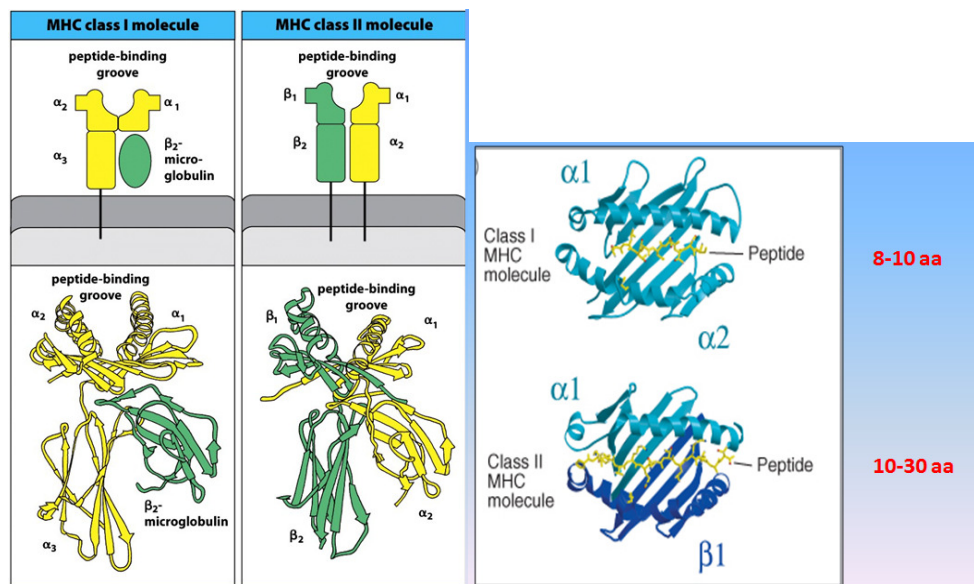 MHC class I molecule
peptide-binding
groove
α2
α1
α3
β2-
micro-
globulin
peptide-binding
groove
α2
α1
β2-
microglobulin
α3
MHC class II molecule
peptide-binding
groove
β1
α1
β2
α2
peptide-binding
groove
β1
α1
β2
α2
α1
Class I
MHC
molecule
Peptide
α2
8-10 aa
α1
Class II
MHC
molecule
Peptide
β1
10-30 aa